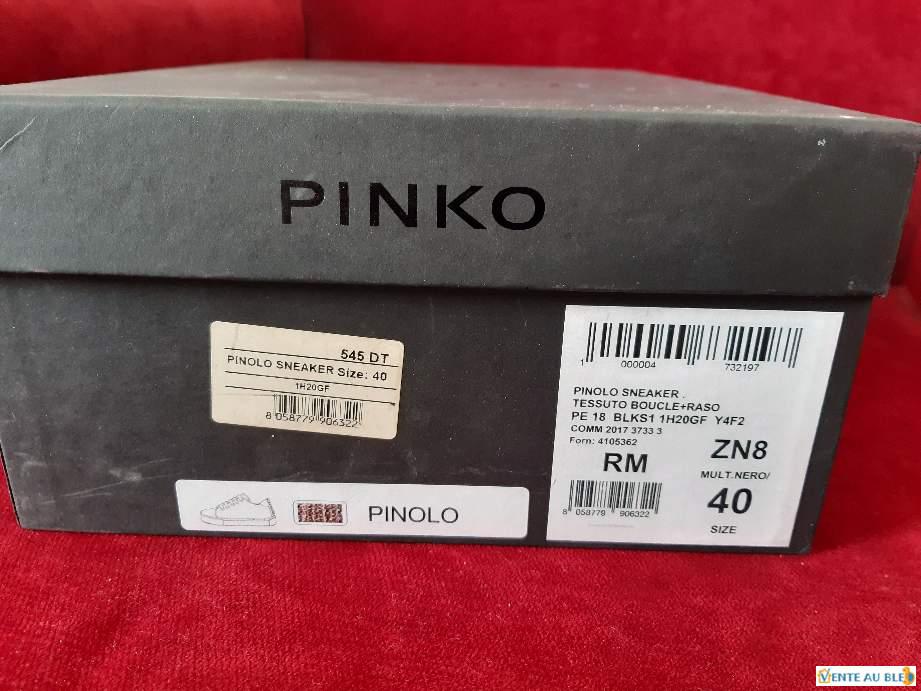 PINKO
545 DT
PINOLO SNEAKER Size: 40
1H20GF
8 058779 906322
PINOLO
1 000004 732197
PINOLO SNEAKER .
TESSUTO BOUCLE+RASO
PE 18 BLKS1 1H20GF Y4F2
COMM 2017 3733 3
Forn: 4105362
RM
ZN8
MULT.NERO/
40
SIZE
8 058779 906322
VENTE AU BLED